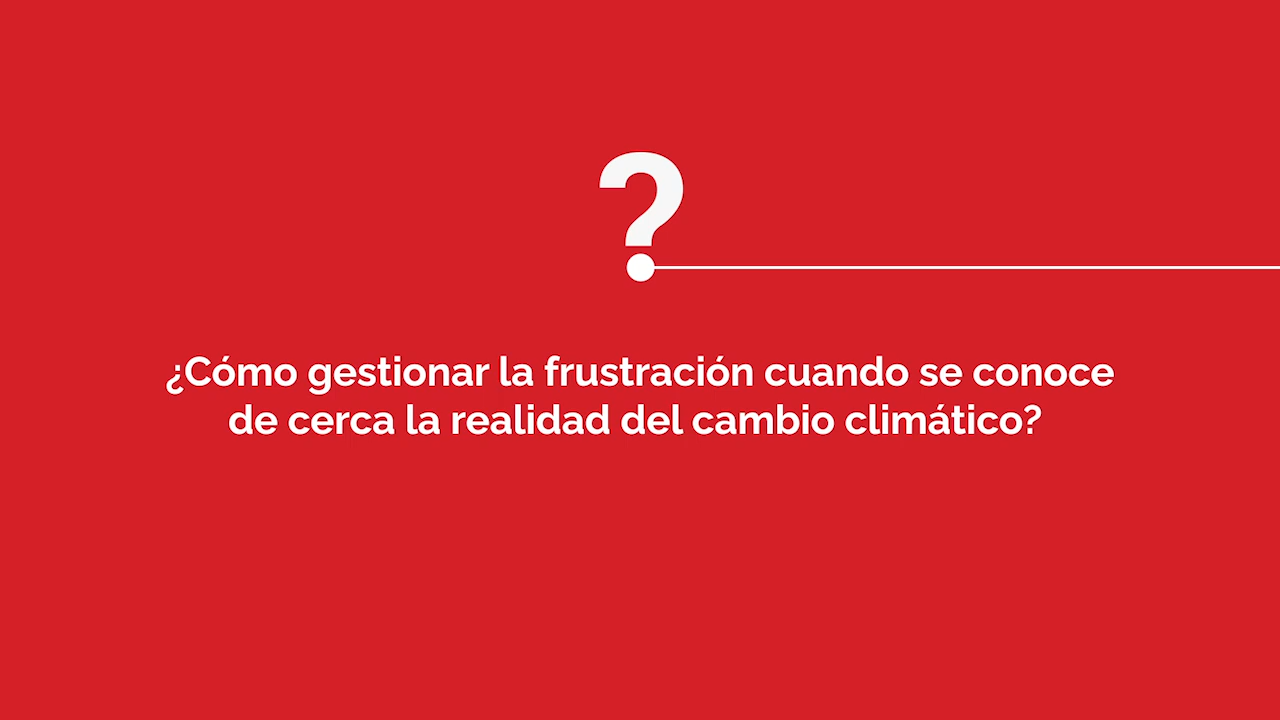 ?
¿Cómo gestionar la frustración cuando se conoce
de cerca la realidad del cambio climático?